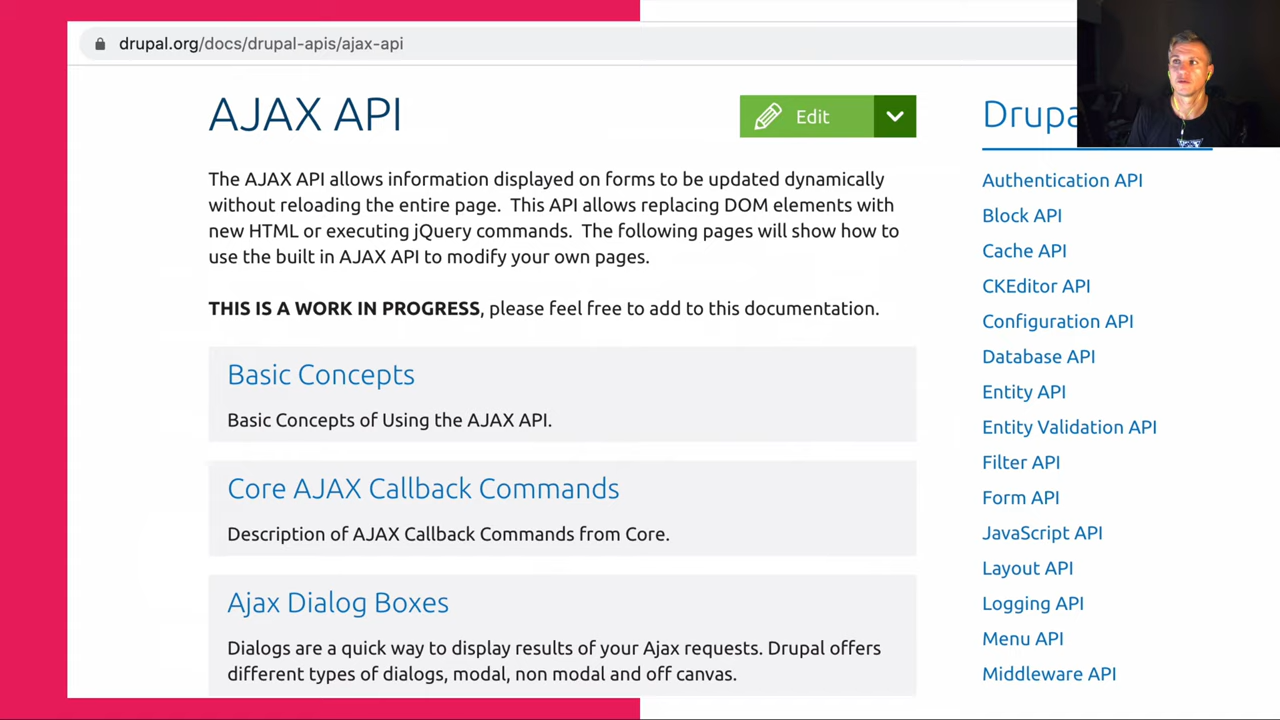 drupal.org/docs/drupal-apis/ajax-api
AJAX API
Edit
The AJAX API allows information displayed on forms to be updated dynamically
without reloading the entire page.  This API allows replacing DOM elements with
new HTML or executing jQuery commands.  The following pages will show how to
use the built in AJAX API to modify your own pages.
THIS IS A WORK IN PROGRESS, please feel free to add to this documentation.
Basic Concepts
Basic Concepts of Using the AJAX API.
Core AJAX Callback Commands
Description of AJAX Callback Commands from Core.
Ajax Dialog Boxes
Dialogs are a quick way to display results of your Ajax requests. Drupal offers
different types of dialogs, modal, non modal and off canvas.
Authentication API
Block API
Cache API
CKEditor API
Configuration API
Database API
Entity API
Entity Validation API
Filter API
Form API
JavaScript API
Layout API
Logging API
Menu API
Middleware API